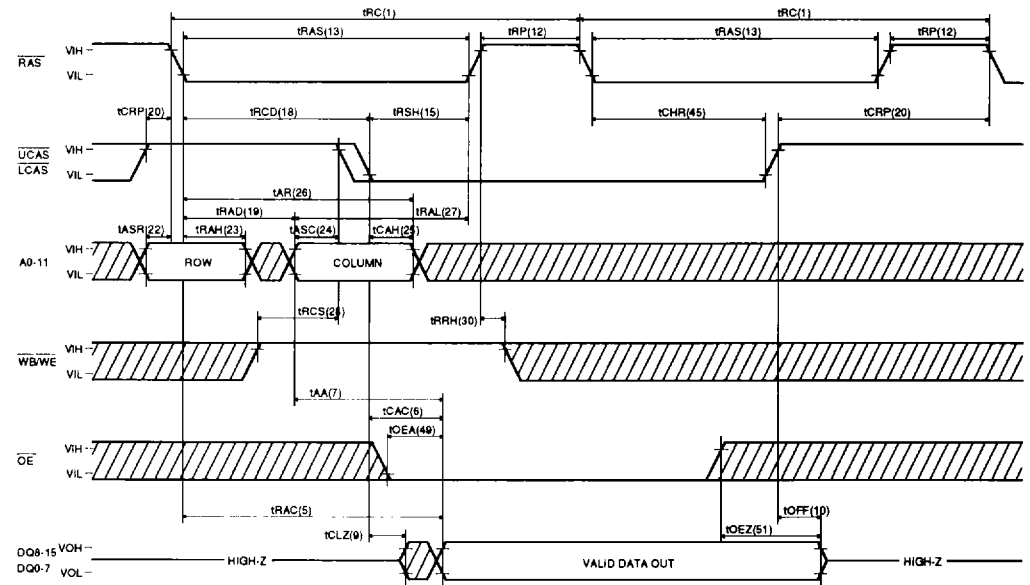 tRC(1) tRC(1)
tRAS(13) tRP(12) tRAS(13) tRP(12)
RAS VIH VIL
tCRP(20) tRCD(18) tRSH(15) tCHR(45) tCRP(20)
UCAS LCAS VIH VIL
tAR(26)
tRAD(19) tRAL(27)
tASR(22) tRAH(23) tASC(24) tCAH(25)
A0-11 VIH VIL ROW COLUMN
tRRH(30)
WB/WE VIH VIL
tAA(7)
tCAC(6)
tOEA(49)
OE VIH VIL
tRAC(5) tOFF(10)
tCLZ(9) tOEZ(51)
DQ8-15 DQ0-7 VOH VOL HIGH-Z VALID DATA OUT HIGH-Z